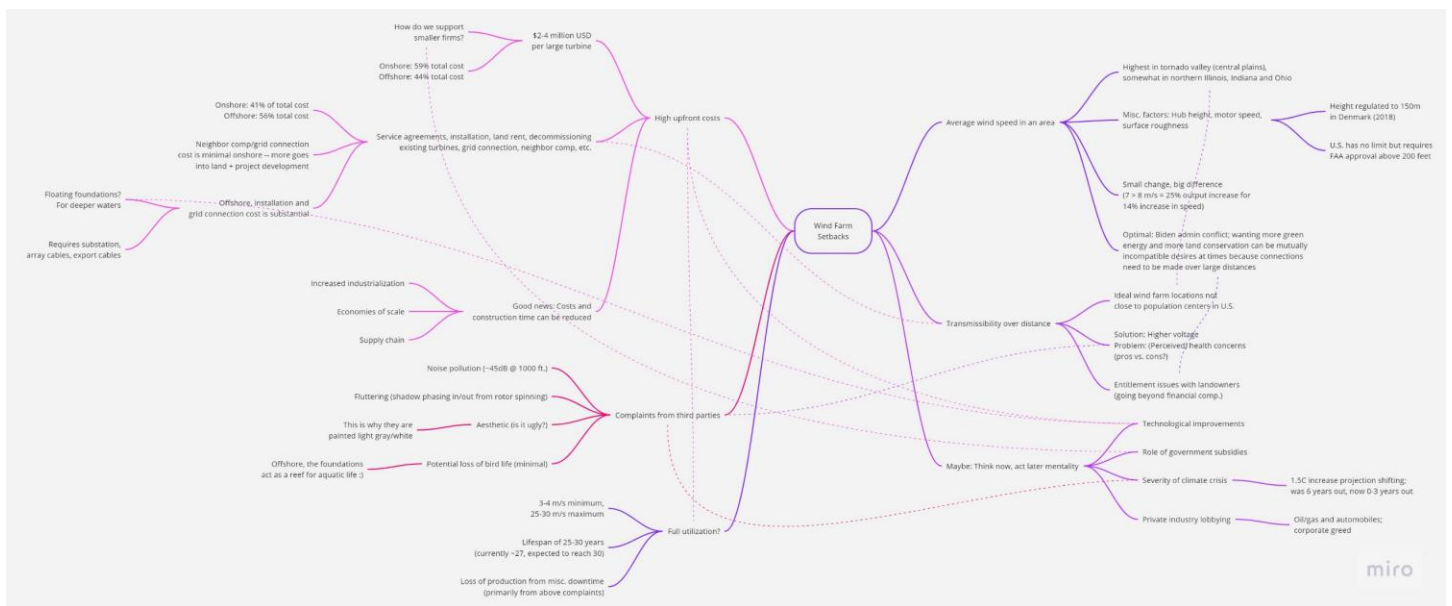 Wind Farm
Setbacks
High upfront costs
$2-4 million USD
per large turbine
How do we support
smaller firms?
Onshore: 59% total cost
Offshore: 44% total cost
Service agreements, installation, land rent, decommissioning
existing turbines, grid connection, neighbor comp, etc.
Onshore: 41% of total cost
Offshore: 56% total cost
Neighbor comp/grid connection
cost is minimal onshore -- more goes
into land + project development
Offshore, installation and
grid connection cost is substantial
Floating foundations?
For deeper waters
Requires substation,
array cables, export cables
Good news: Costs and
construction time can be reduced
Increased industrialization
Economies of scale
Supply chain
Complaints from third parties
Noise pollution (~45dB @ 1000 ft.)
Fluttering (shadow phasing in/out from rotor spinning)
Aesthetic (is it ugly?)
This is why they are
painted light gray/white
Potential loss of bird life (minimal)
Offshore, the foundations
act as a reef for aquatic life :)
Full utilization?
3-4 m/s minimum,
25-30 m/s maximum
Lifespan of 25-30 years
(currently ~27, expected to reach 30)
Loss of production from misc. downtime
(primarily from above complaints)
Average wind speed in an area
Highest in tornado valley (central plains),
somewhat in northern Illinois, Indiana and Ohio
Misc. factors: Hub height, motor speed,
surface roughness
Height regulated to 150m
in Denmark (2018)
U.S. has no limit but requires
FAA approval above 200 feet
Small change, big difference
(7 > 8 m/s = 25% output increase for
14% increase in speed)
Optimal: Biden admin conflict; wanting more green
energy and more land conservation can be mutually
incompatible desires at times because connections
need to be made over large distances
Transmissibility over distance
Ideal wind farm locations not
close to population centers in U.S.
Solution: Higher voltage
Problem: (Perceived) health concerns
(pros vs. cons?)
Entitlement issues with landowners
(going beyond financial comp.)
Maybe: Think now, act later mentality
Technological improvements
Role of government subsidies
Severity of climate crisis
1.5C increase projection shifting;
was 6 years out, now 0-3 years out
Private industry lobbying
Oil/gas and automobiles;
corporate greed
miro